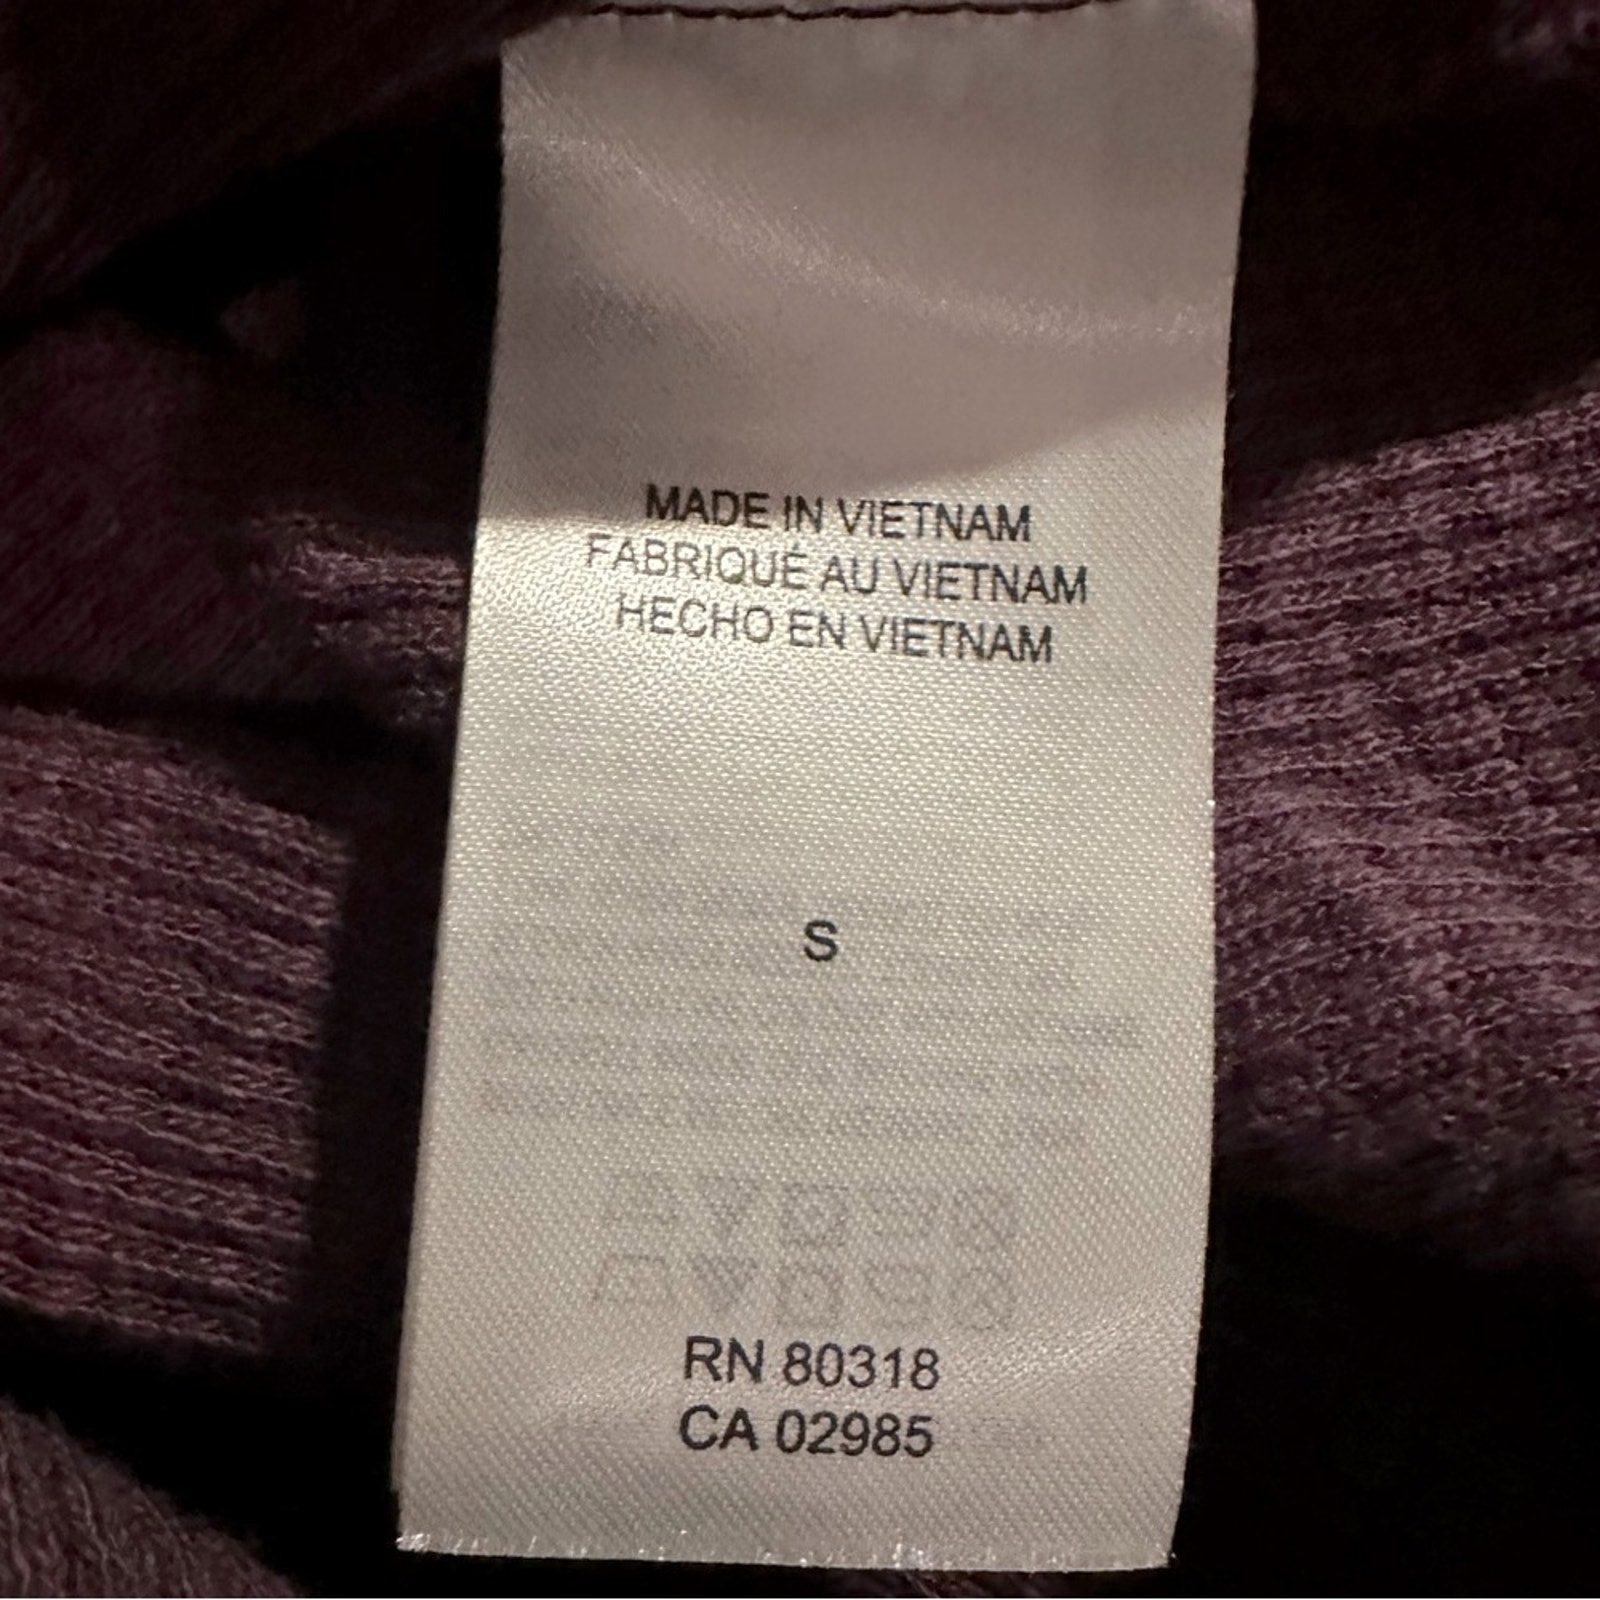 MADE IN VIETNAM
FABRIQUÉ AU VIETNAM
HECHO EN VIETNAM
S
RN 80318
CA 02985